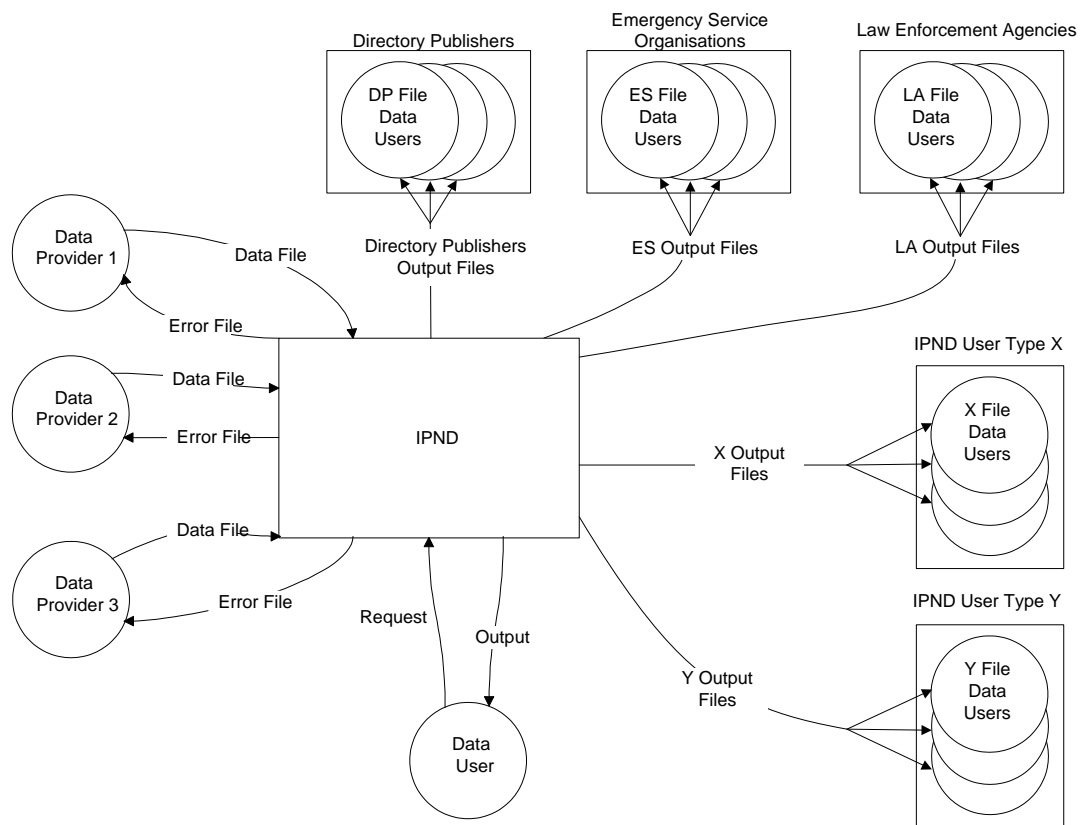 Directory Publishers
Emergency Service
Organisations
Law Enforcement Agencies
DP File
Data
Users
ES File
Data
Users
LA File
Data
Users
Directory Publishers
Output Files
ES Output Files
LA Output Files
Data
Provider 1
Data File
Error File
Data
Provider 2
Data File
Error File
IPND
Data
Provider 3
Data File
Error File
Request
Output
Data
User
X Output
Files
IPND User Type X
X File
Data
Users
Y Output
Files
IPND User Type Y
Y File
Data
Users